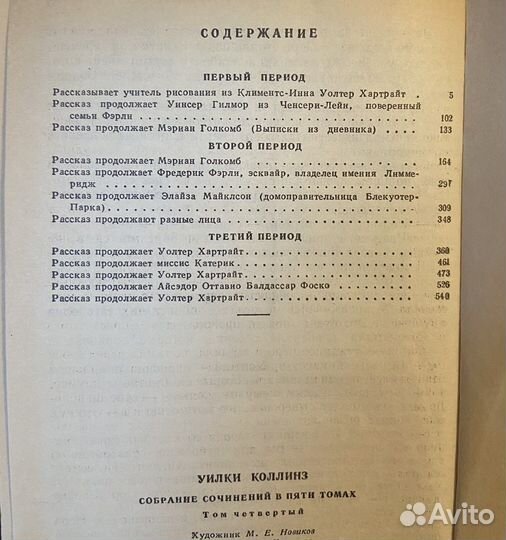 СОДЕРЖАНИЕ
ПЕРВЫЙ ПЕРИОД
Рассказывает учитель рисования из Климентс-Инна Уолтер Хартрайт . 5
Рассказ продолжает Уинсер Гилмор из Ченсери-Лейн, поверенный
семьи Фэрли . . . . . . . . . . . . . . . . . . . . 102
Рассказ продолжает Мэриан Голкомб (Выписки из дневника) . . . . 133
ВТОРОЙ ПЕРИОД
Рассказ продолжает Мэриан Голкомб . . . . . . . . . . . . 164
Рассказ продолжает Фредерик Фэрли, эсквайр, владелец имения Лимме-
ридж . . . . . . . . . . . . . . . . . . . . . . . 291
Рассказ продолжает Элайза Майклсон (домоправительница Блекуотер-
Парка) . . . . . . . . . . . . . . . . . . . . . . 309
Рассказ продолжают разные лица . . . . . . . . . . . . . 348
ТРЕТИЙ ПЕРИОД
Рассказ продолжает Уолтер Хартрайт . . . . . . . . . . . . 360
Рассказ продолжает миссис Катерик . . . . . . . . . . . . 461
Рассказ продолжает Уолтер Хартрайт . . . . . . . . . . . . 473
Рассказ продолжает Айсэдор Оттавио Балдассар Фоско . . . . . . 526
Рассказ продолжает Уолтер Хартрайт . . . . . . . . . . . . 540
УИЛКИ КОЛЛИНЗ
СОБРАНИЕ СОЧИНЕНИЙ В ПЯТИ ТОМАХ
Том четвертый
Художник М. Е. Новиков
Avito